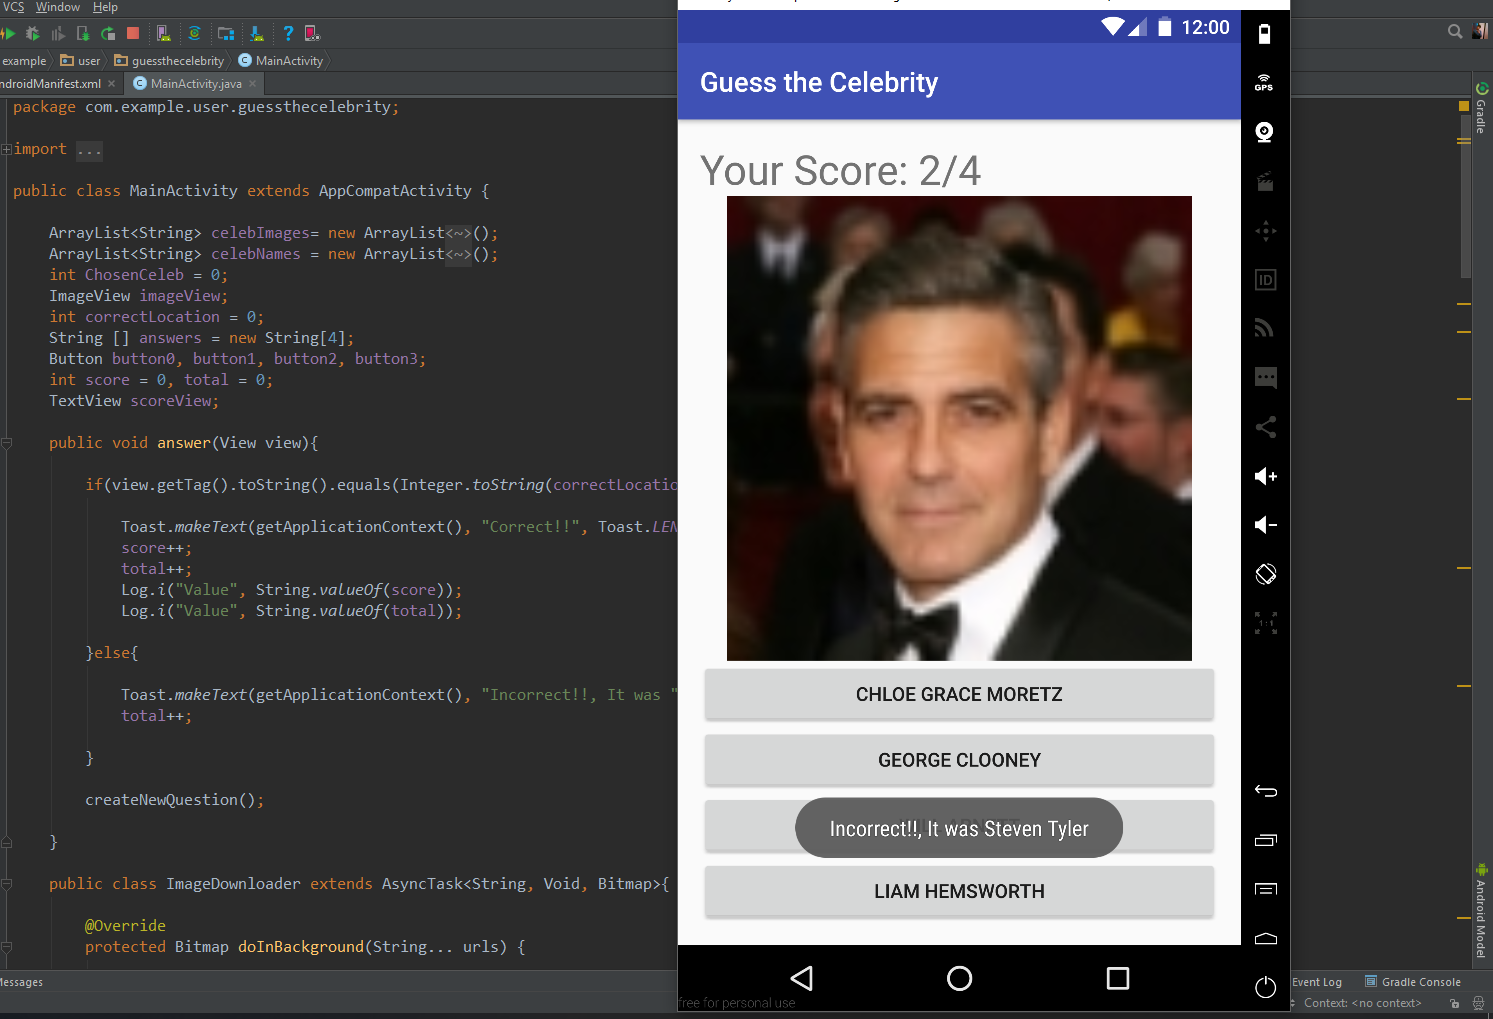 VCS Window Help
example user guessthecelebrity MainActivity
ndroidManifest.xml MainActivity.java
package com.example.user.guessthecelebrity;
import ...
public class MainActivity extends AppCompatActivity {
ArrayList<String> celebImages= new ArrayList<~>();
ArrayList<String> celebNames = new ArrayList<~>();
int ChosenCeleb = 0;
ImageView imageView;
int correctLocation = 0;
String [] answers = new String[4];
Button button0, button1, button2, button3;
int score = 0, total = 0;
TextView scoreView;
public void answer(View view){
if(view.getTag().toString().equals(Integer.toString(correctLocatio
Toast.makeText(getApplicationContext(), "Correct!!", Toast.LEN
score++;
total++;
Log.i("Value", String.valueOf(score));
Log.i("Value", String.valueOf(total));
}else{
Toast.makeText(getApplicationContext(), "Incorrect!!, It was "
total++;
}
createNewQuestion();
}
public class ImageDownloader extends AsyncTask<String, Void, Bitmap>{
@Override
protected Bitmap doInBackground(String... urls) {
Messages
12:00
Guess the Celebrity
Your Score: 2/4
CHLOE GRACE MORETZ
GEORGE CLOONEY
Incorrect!!, It was Steven Tyler
LIAM HEMSWORTH
free for personal use
GPS
ID
1:1
Gradle
Android Model
Event Log Gradle Console
Context: <no context>